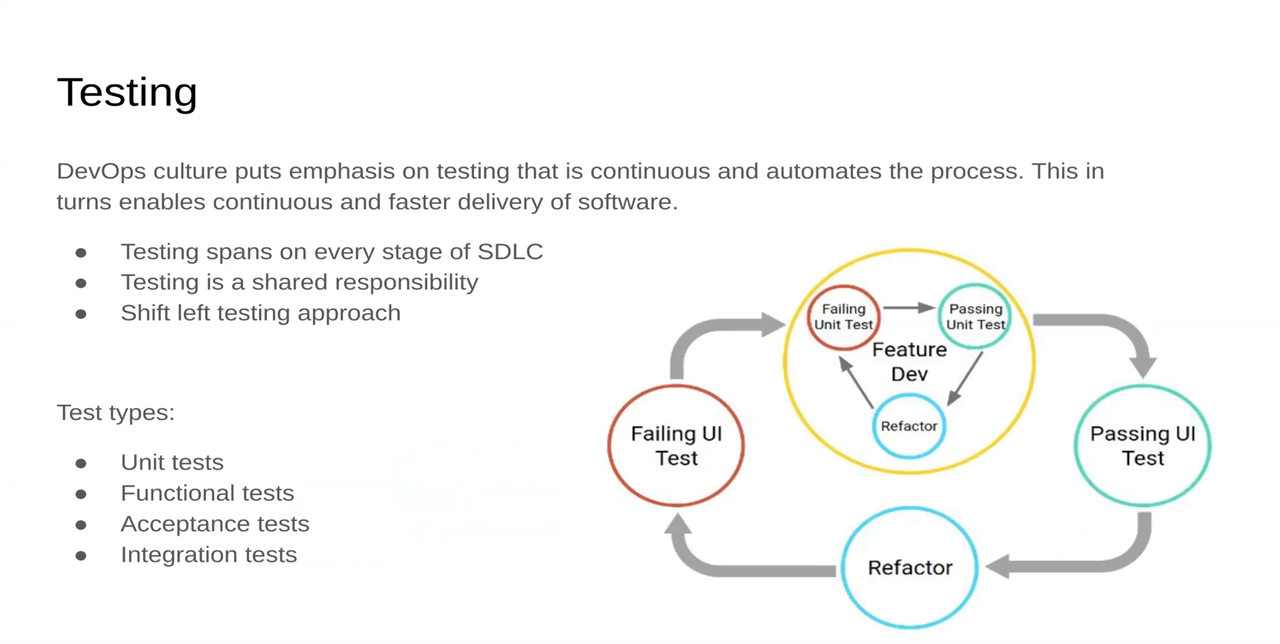 Testing
DevOps culture puts emphasis on testing that is continuous and automates the process. This in
turns enables continuous and faster delivery of software.
● Testing spans on every stage of SDLC
● Testing is a shared responsibility
● Shift left testing approach
Test types:
● Unit tests
● Functional tests
● Acceptance tests
● Integration tests
Failing
Unit Test
Passing
Unit Test
Feature
Dev
Refactor
Failing UI
Test
Passing UI
Test
Refactor